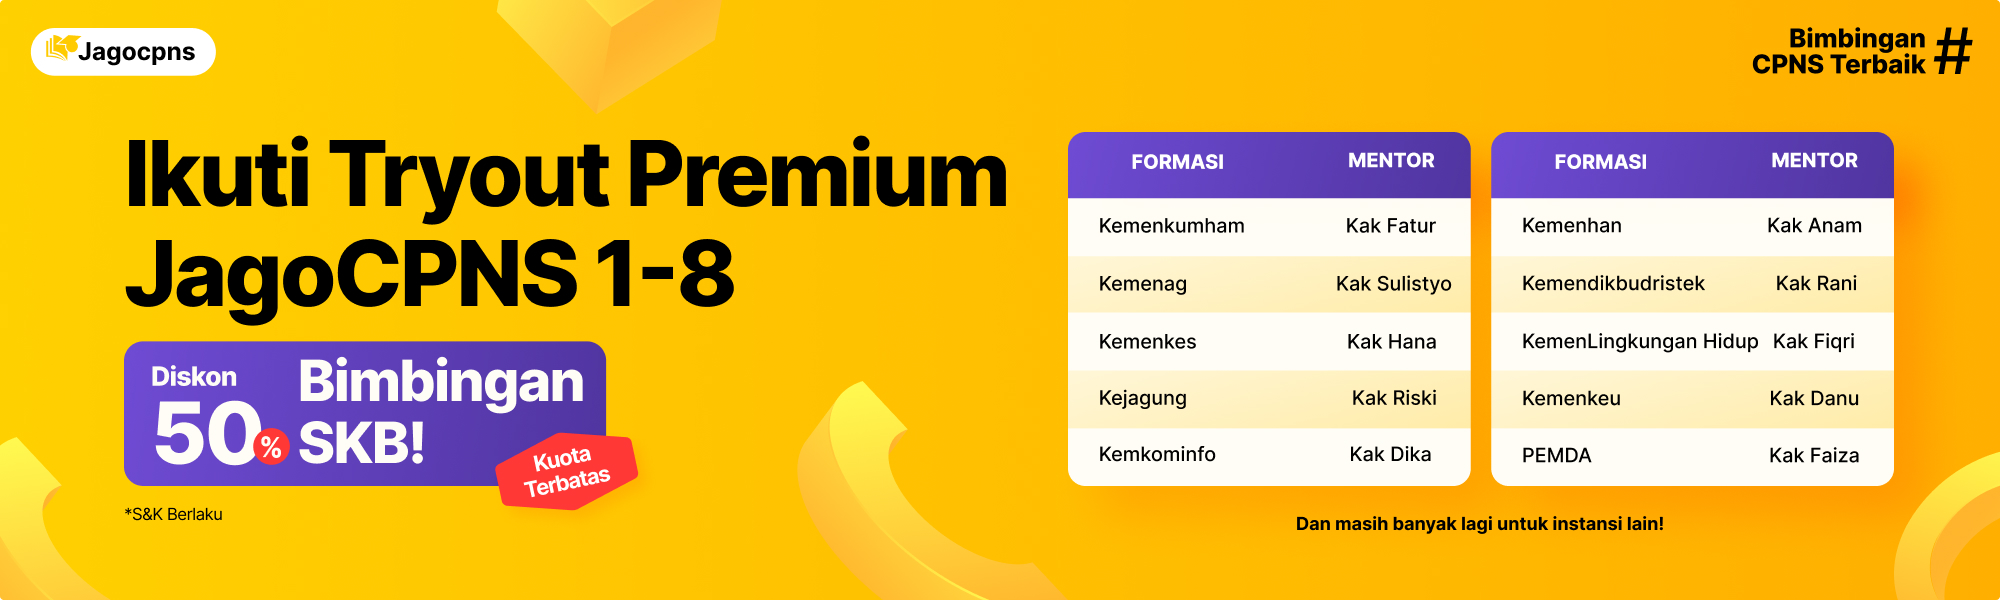 Jagocpns
Bimbingan
CPNS Terbaik #
Ikuti Tryout Premium
JagoCPNS 1-8
Diskon
50%
Bimbingan
SKB!
Kuota
Terbatas
*S&K Berlaku
FORMASI MENTOR
Kemenkumham Kak Fatur
Kemenag Kak Sulistyo
Kemenkes Kak Hana
Kejagung Kak Riski
Kemkominfo Kak Dika
FORMASI MENTOR
Kemenhan Kak Anam
Kemendikbudristek Kak Rani
KemenLingkungan Hidup Kak Fiqri
Kemenkeu Kak Danu
PEMDA Kak Faiza
Dan masih banyak lagi untuk instansi lain!